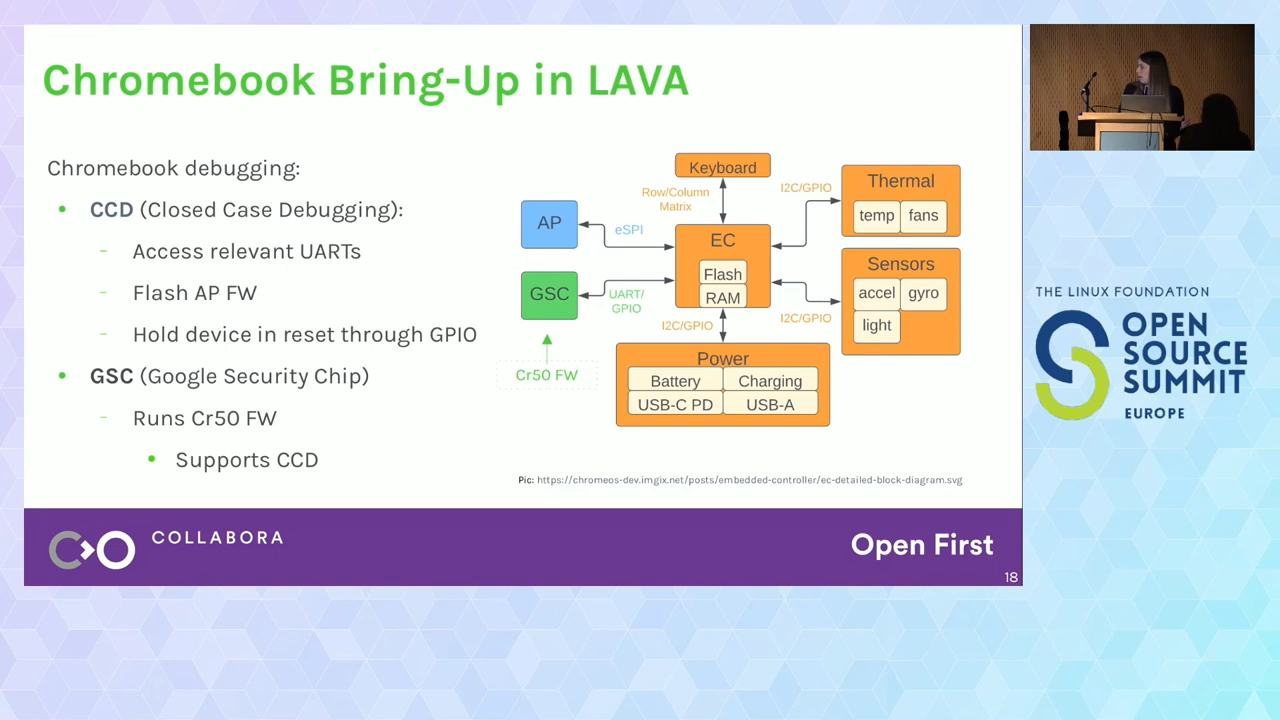 Chromebook Bring-Up in LAVA
Chromebook debugging:
• CCD (Closed Case Debugging):
- Access relevant UARTs
- Flash AP FW
- Hold device in reset through GPIO
• GSC (Google Security Chip)
- Runs Cr50 FW
• Supports CCD
Keyboard
Row/Column
Matrix
I2C/GPIO
Thermal
temp fans
AP
eSPI
EC
Flash
RAM
GSC
UART/
GPIO
I2C/GPIO
I2C/GPIO
Sensors
accel gyro
light
Cr50 FW
Power
Battery Charging
USB-C PD USB-A
Pic: https://chromeos-dev.imgix.net/posts/embedded-controller/ec-detailed-block-diagram.svg
COLLABORA
Open First
18
THE LINUX FOUNDATION
OPEN
SOURCE
SUMMIT
EUROPE